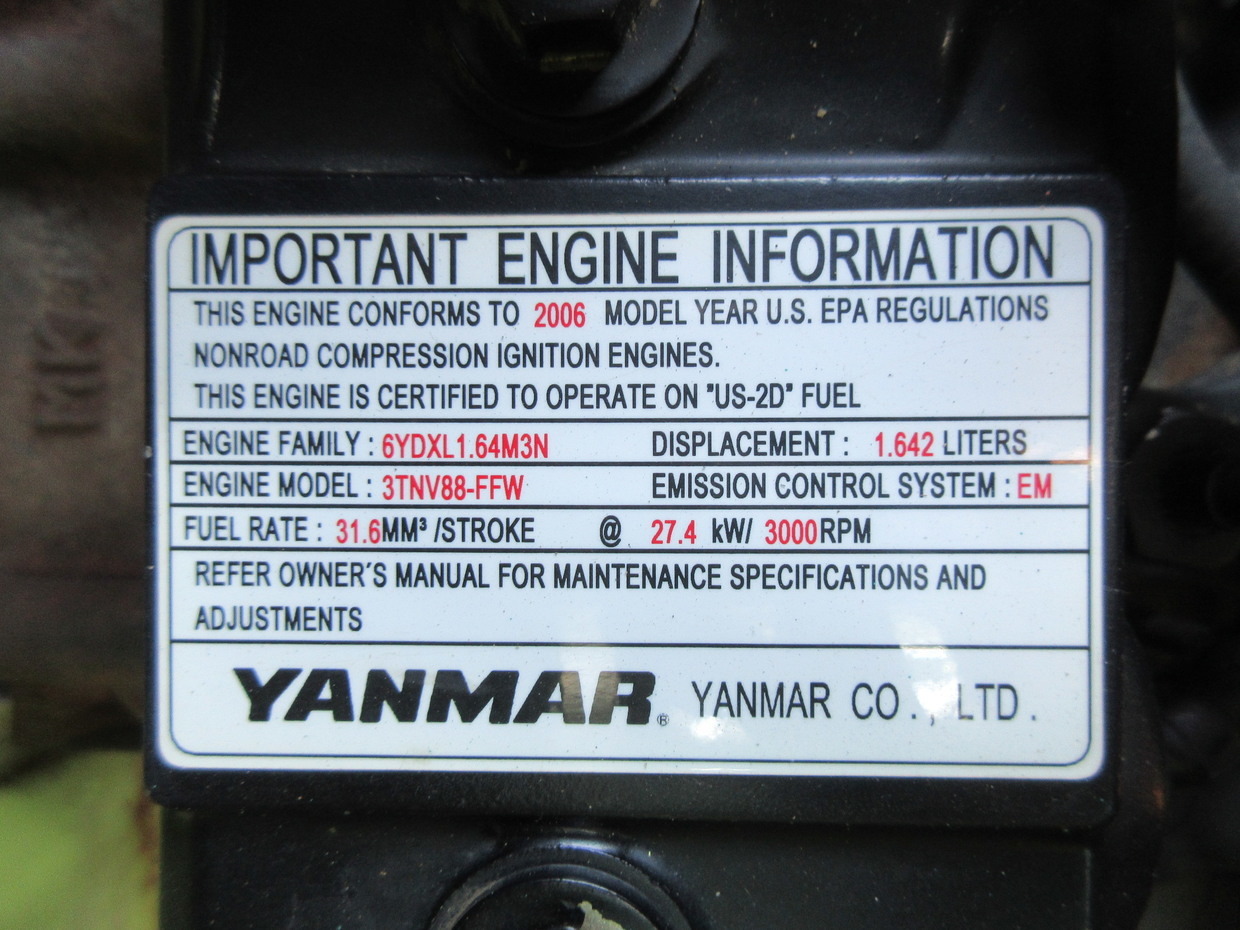 IMPORTANT ENGINE INFORMATION
THIS ENGINE CONFORMS TO 2006 MODEL YEAR U.S. EPA REGULATIONS
NONROAD COMPRESSION IGNITION ENGINES.
THIS ENGINE IS CERTIFIED TO OPERATE ON "US-2D" FUEL
ENGINE FAMILY : 6YDXL1.64M3N DISPLACEMENT : 1.642 LITERS
ENGINE MODEL : 3TNV88-FFW EMISSION CONTROL SYSTEM : EM
FUEL RATE : 31.6MM³ /STROKE @ 27.4 kW/ 3000RPM
REFER OWNER´S MANUAL FOR MAINTENANCE SPECIFICATIONS AND
ADJUSTMENTS
YANMAR® YANMAR CO., LTD.